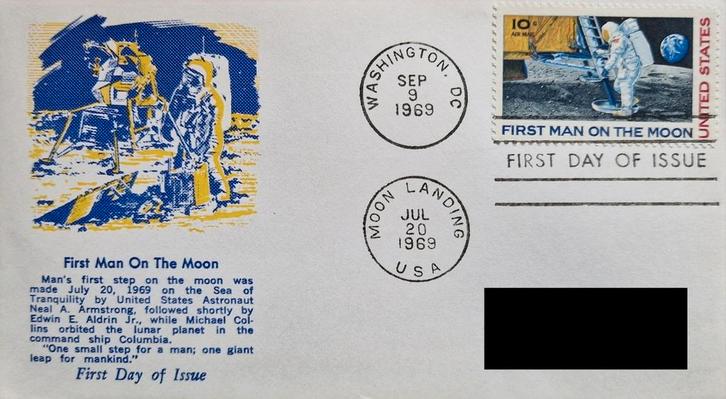 WASHINGTON, DC
SEP
9
1969
10c
AIR MAIL
UNITED STATES
FIRST MAN ON THE MOON
FIRST DAY OF ISSUE
MOON LANDING
JUL
20
1969
USA
First Man On The Moon
Man's first step on the moon was
made July 20, 1969 on the Sea of
Tranquility by United States Astronaut
Neal A. Armstrong, followed shortly by
Edwin E. Aldrin Jr., while Michael Col-
lins orbited the lunar planet in the
command ship Columbia.
"One small step for a man; one giant
leap for mankind."
First Day of Issue